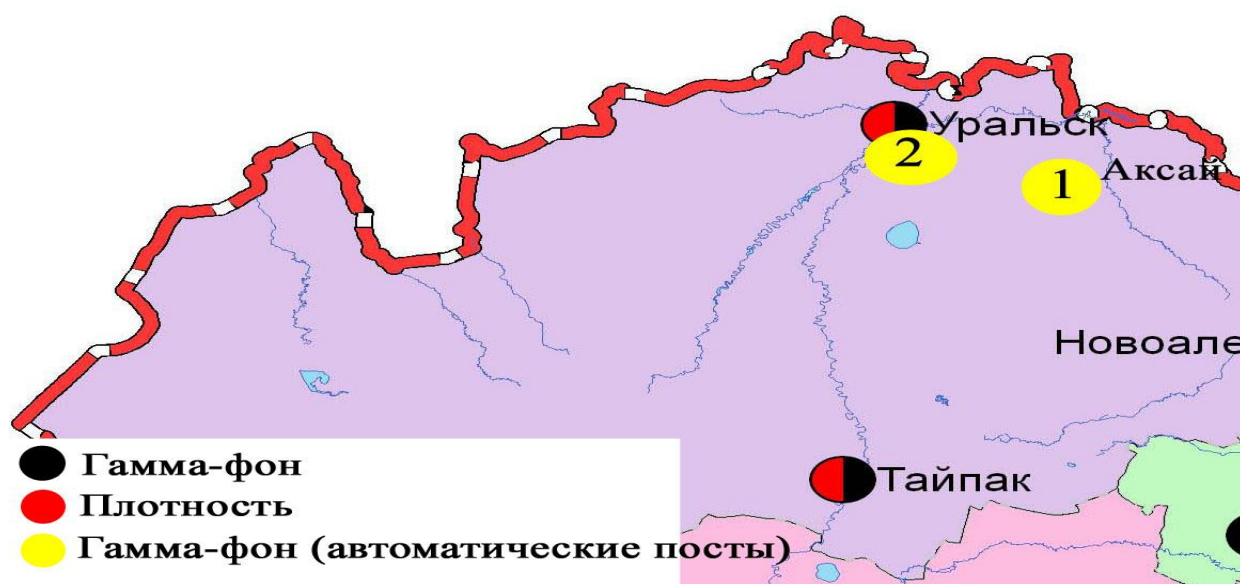 Уральск
2
1
Аксай
Новоале
Тайпак
Гамма-фон
Плотность
Гамма-фон (автоматические посты)